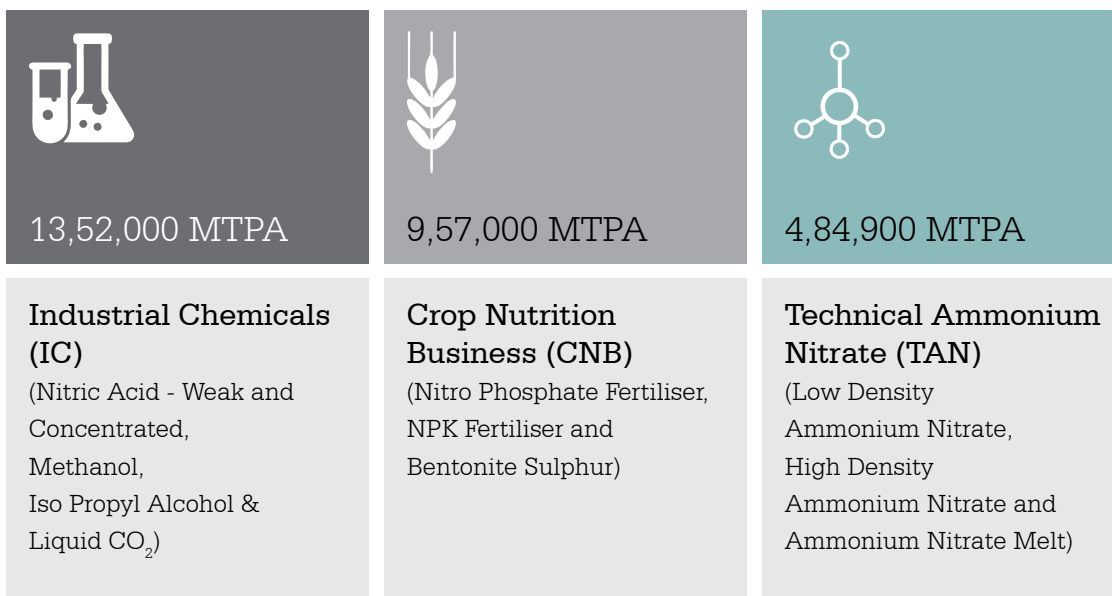 13,52,000 MTPA
Industrial Chemicals
(IC)
(Nitric Acid - Weak and
Concentrated,
Methanol,
Iso Propyl Alcohol &
Liquid CO₂)
9,57,000 MTPA
Crop Nutrition
Business (CNB)
(Nitro Phosphate Fertiliser,
NPK Fertiliser and
Bentonite Sulphur)
4,84,900 MTPA
Technical Ammonium
Nitrate (TAN)
(Low Density
Ammonium Nitrate,
High Density
Ammonium Nitrate and
Ammonium Nitrate Melt)